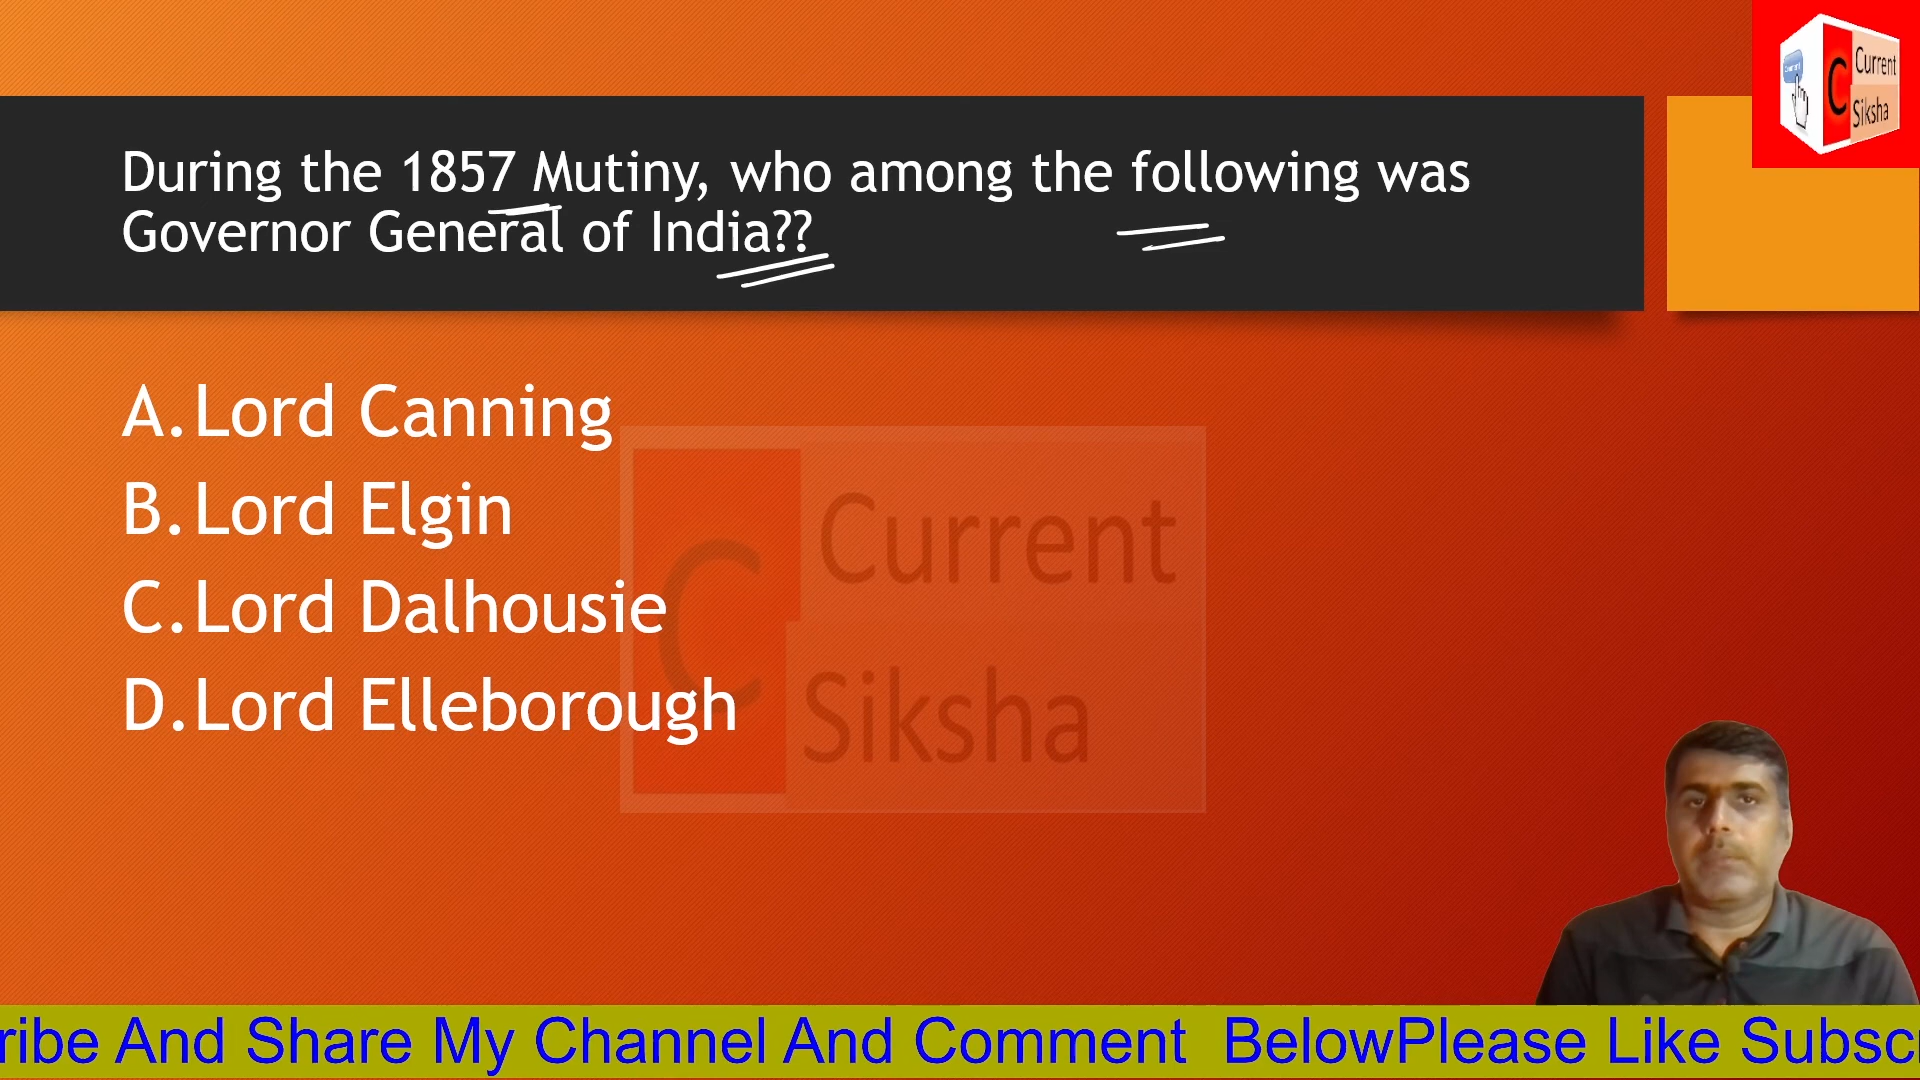 During the 1857 Mutiny, who among the following was
Governor General of India??
A. Lord Canning
B. Lord Elgin
C. Lord Dalhousie
D. Lord Elleborough
C Current
Siksha
C
Current
Siksha
ribe And Share My Channel And Comment BelowPlease Like Subsc